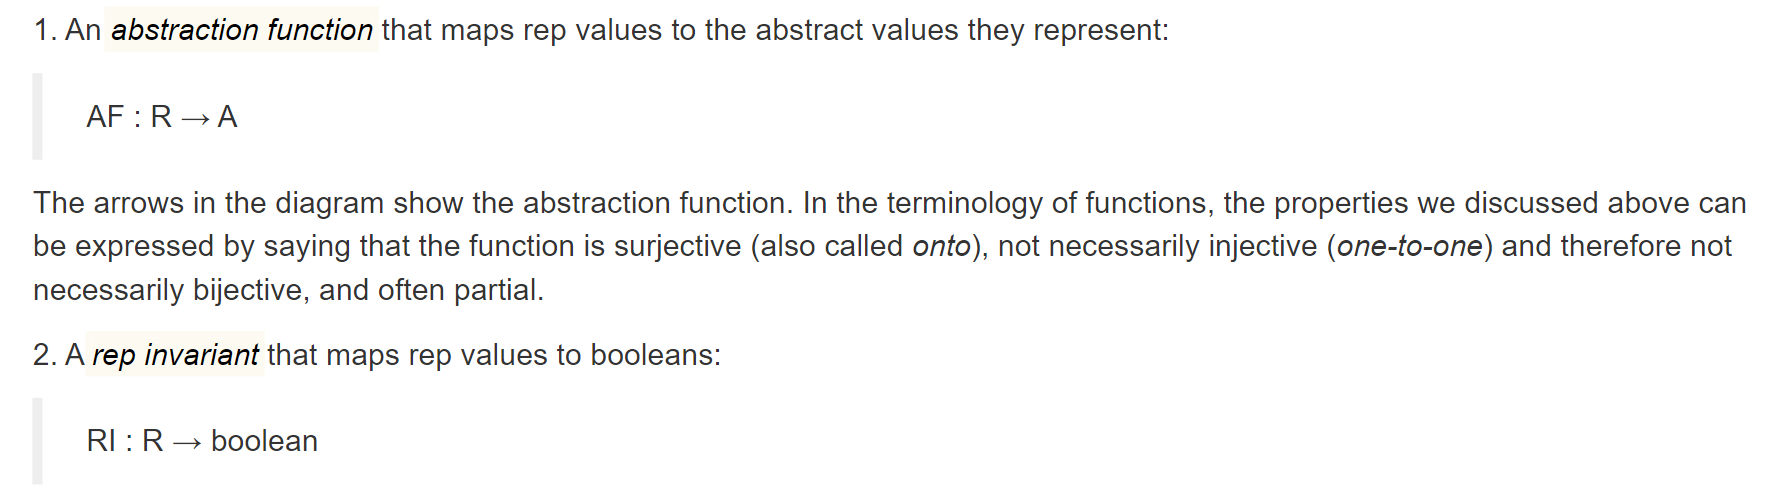 1. An abstraction function that maps rep values to the abstract values they represent:
AF : R → A
The arrows in the diagram show the abstraction function. In the terminology of functions, the properties we discussed above can
be expressed by saying that the function is surjective (also called onto), not necessarily injective (one-to-one) and therefore not
necessarily bijective, and often partial.
2. A rep invariant that maps rep values to booleans:
RI : R → boolean